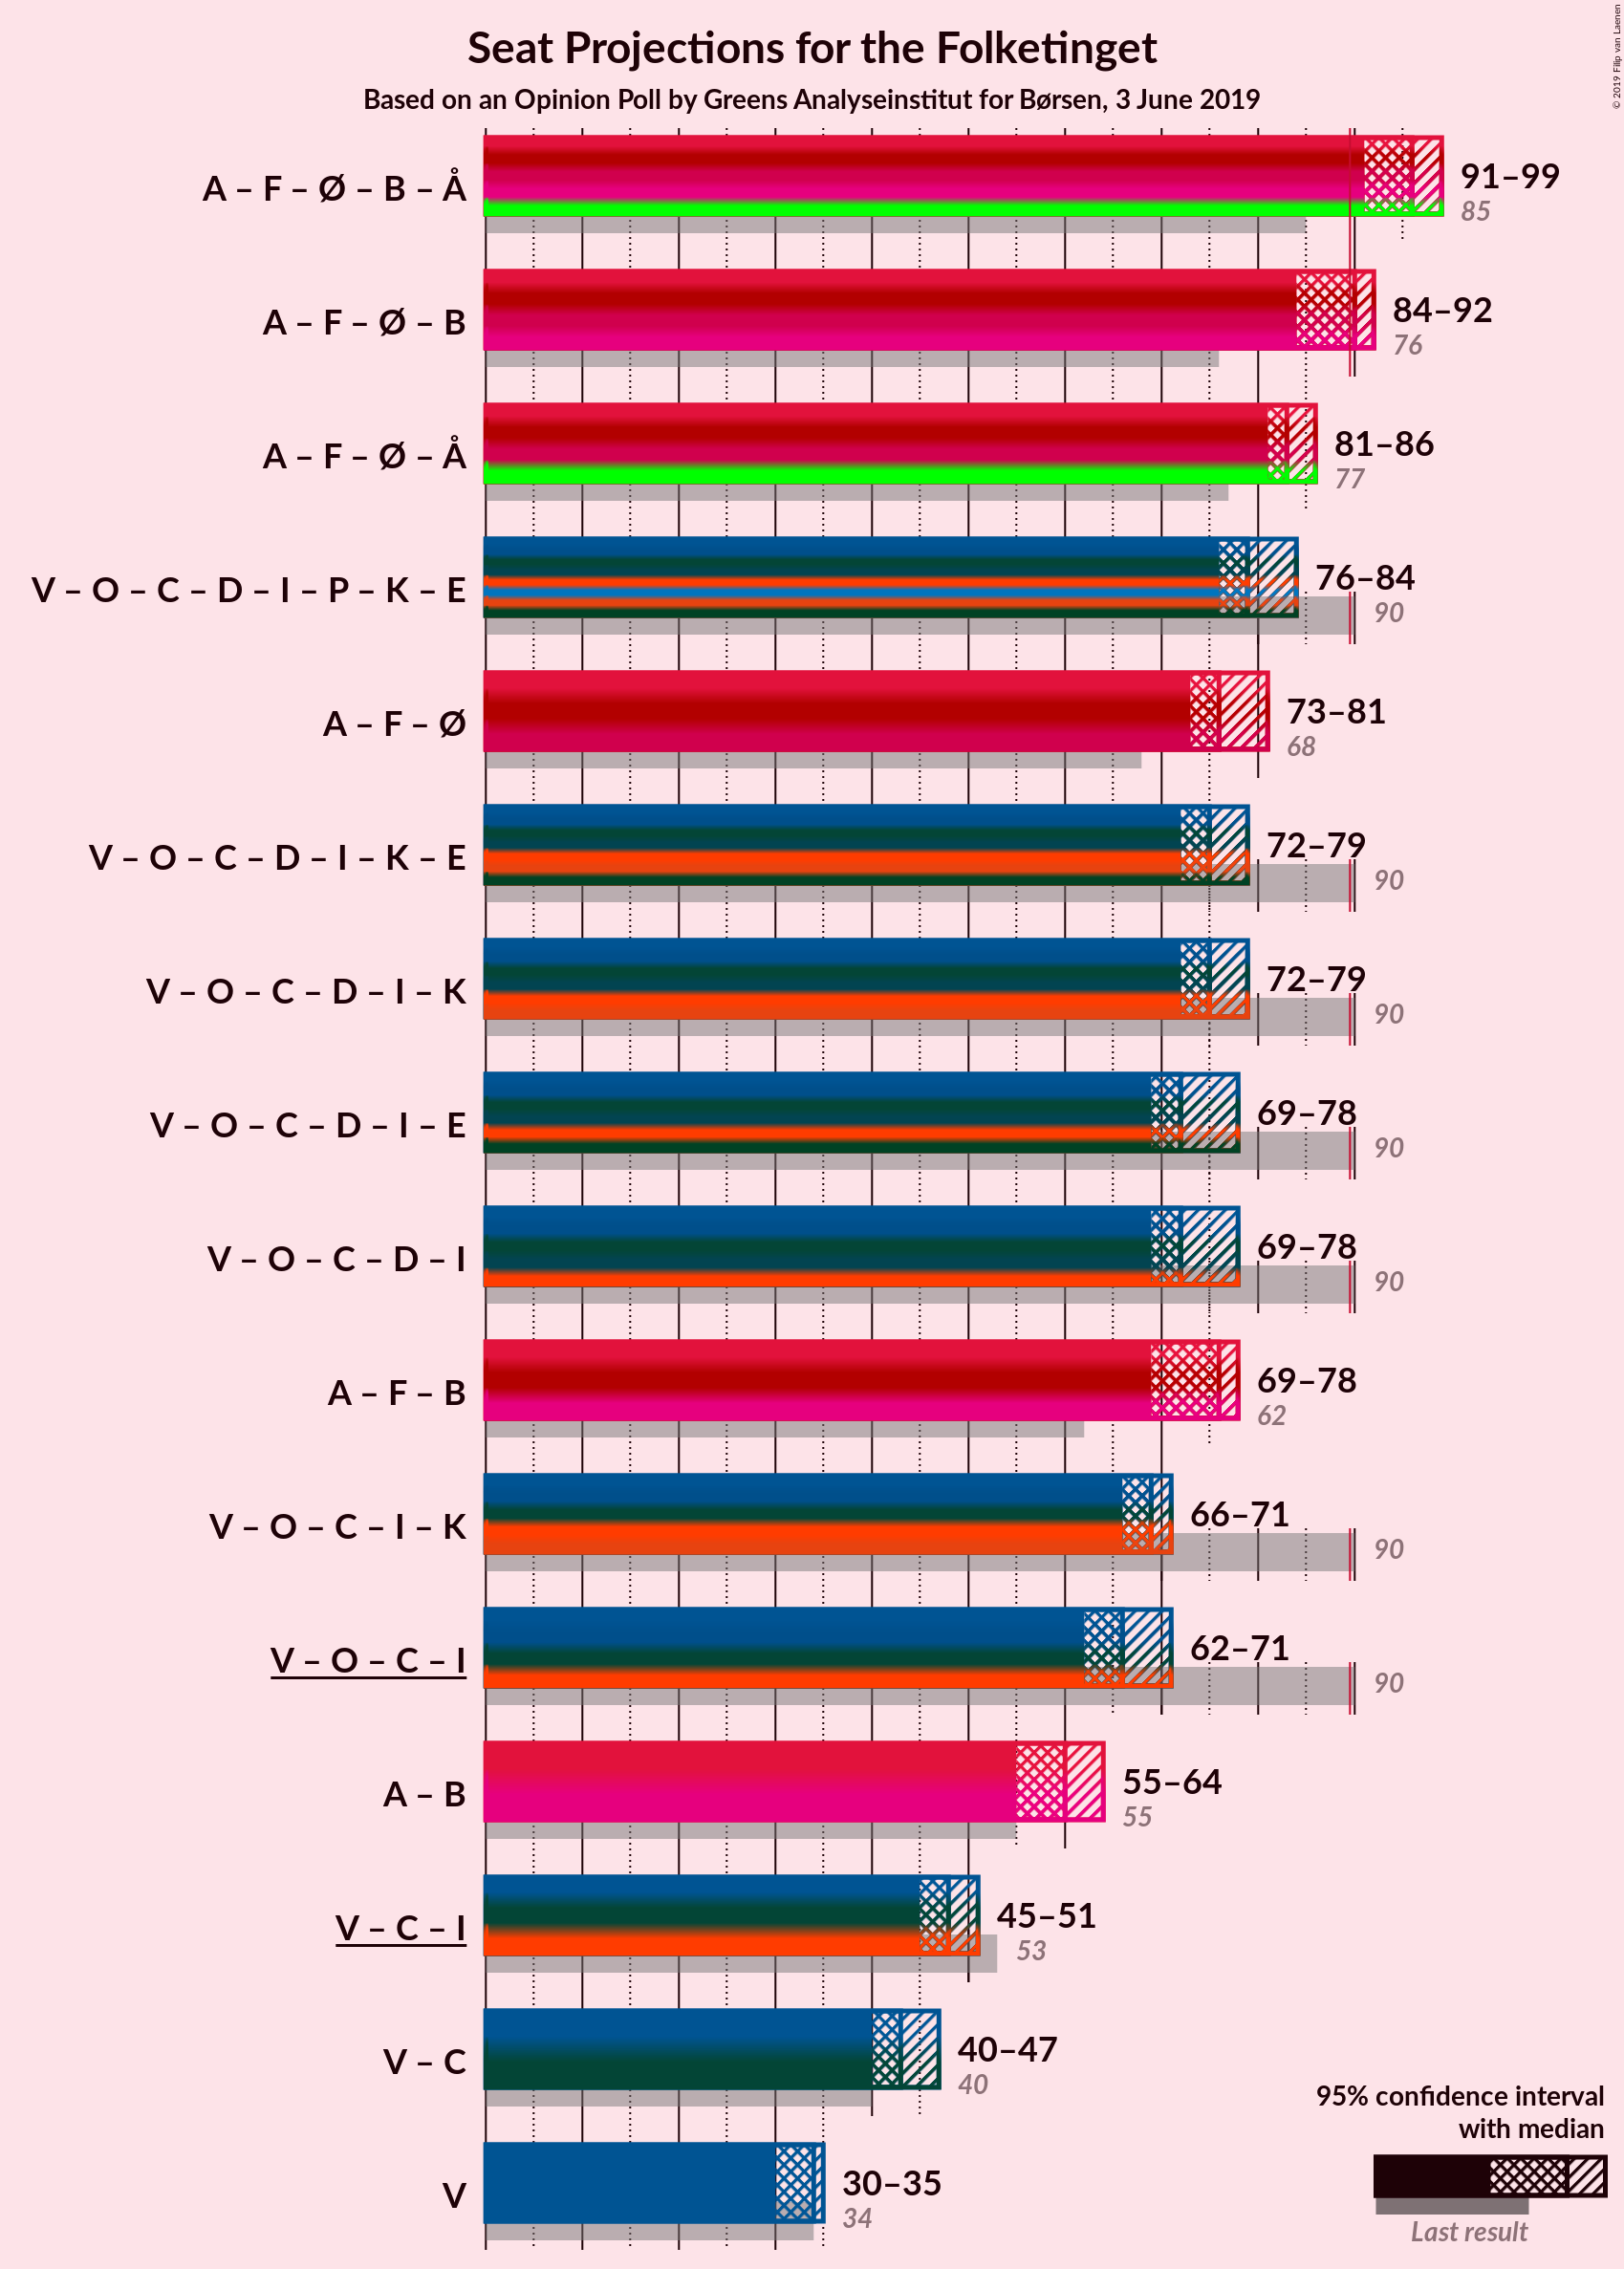 © 2019 Filip van Laenen
Seat Projections for the Folketinget
Based on an Opinion Poll by Greens Analyseinstitut for Børsen, 3 June 2019
A – F – Ø – B – Å
91–99
85
A – F – Ø – B
84–92
76
A – F – Ø – Å
81–86
77
V – O – C – D – I – P – K – E
76–84
90
A – F – Ø
73–81
68
V – O – C – D – I – K – E
72–79
90
V – O – C – D – I – K
72–79
90
V – O – C – D – I – E
69–78
90
V – O – C – D – I
69–78
90
A – F – B
69–78
62
V – O – C – I – K
66–71
90
V – O – C – I
62–71
90
A – B
55–64
55
V – C – I
45–51
53
V – C
40–47
40
V
30–35
34
95% confidence interval
with median
Last result